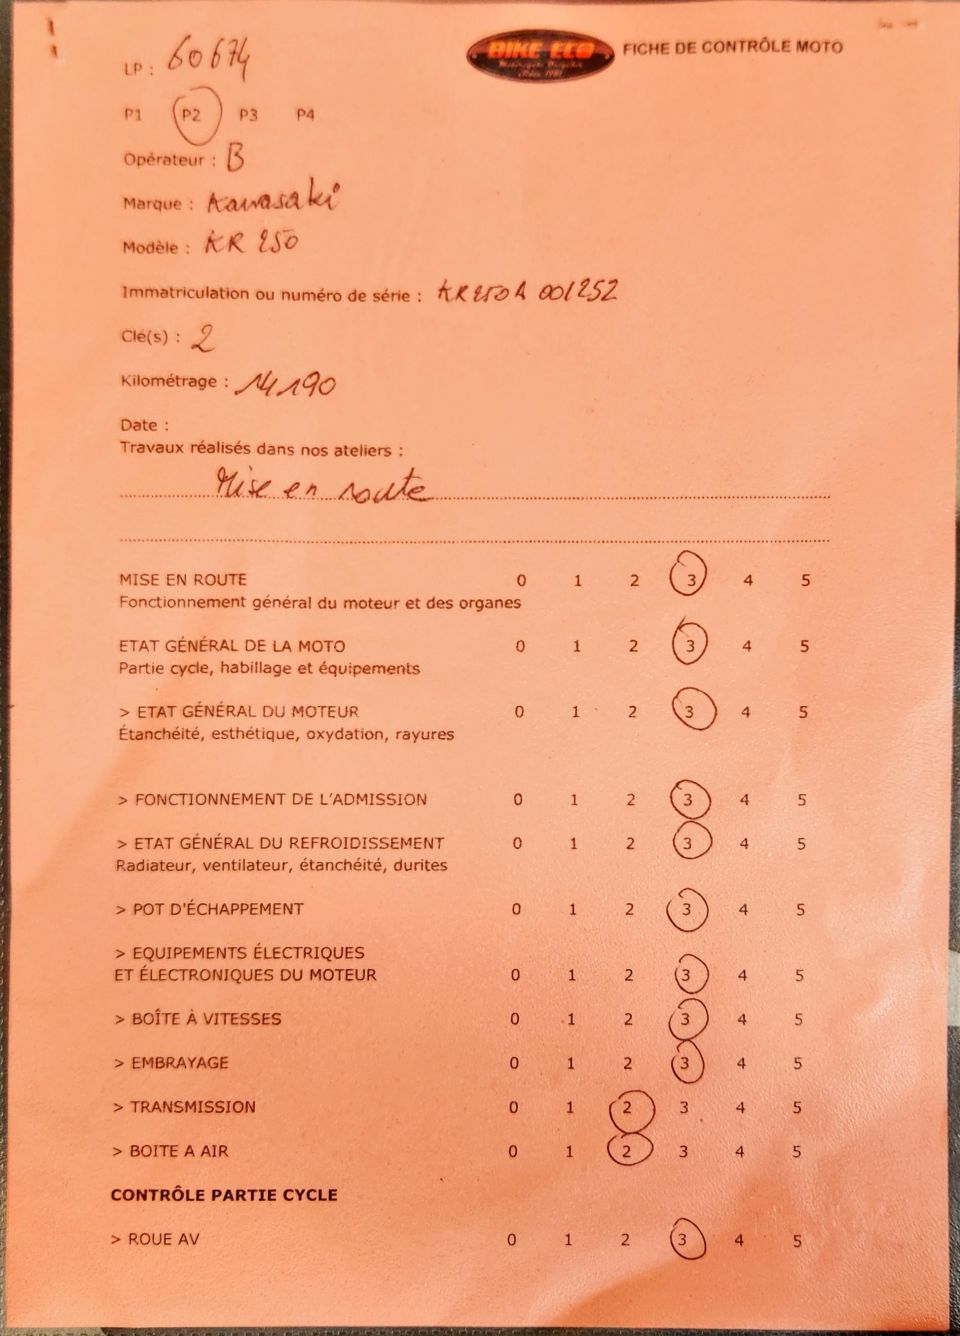 LP : 60674
BIKE ECO
FICHE DE CONTRÔLE MOTO
P1 P2 P3 P4
Opérateur : B
Marque : Kawasaki
Modèle : KR 250
Immatriculation ou numéro de série : KR250A 001252
Clé(s) : 2
Kilométrage : 14190
Date :
Travaux réalisés dans nos ateliers :
Mise en route
MISE EN ROUTE 0 1 2 3 4 5
Fonctionnement général du moteur et des organes
ETAT GÉNÉRAL DE LA MOTO 0 1 2 3 4 5
Partie cycle, habillage et équipements
> ETAT GÉNÉRAL DU MOTEUR 0 1 2 3 4 5
Étanchéité, esthétique, oxydation, rayures
> FONCTIONNEMENT DE L'ADMISSION 0 1 2 3 4 5
> ETAT GÉNÉRAL DU REFROIDISSEMENT 0 1 2 3 4 5
Radiateur, ventilateur, étanchéité, durites
> POT D'ÉCHAPPEMENT 0 1 2 3 4 5
> EQUIPEMENTS ÉLECTRIQUES
ET ÉLECTRONIQUES DU MOTEUR 0 1 2 3 4 5
> BOÎTE À VITESSES 0 1 2 3 4 5
> EMBRAYAGE 0 1 2 3 4 5
> TRANSMISSION 0 1 2 3 4 5
> BOITE A AIR 0 1 2 3 4 5
CONTRÔLE PARTIE CYCLE
> ROUE AV 0 1 2 3 4 5